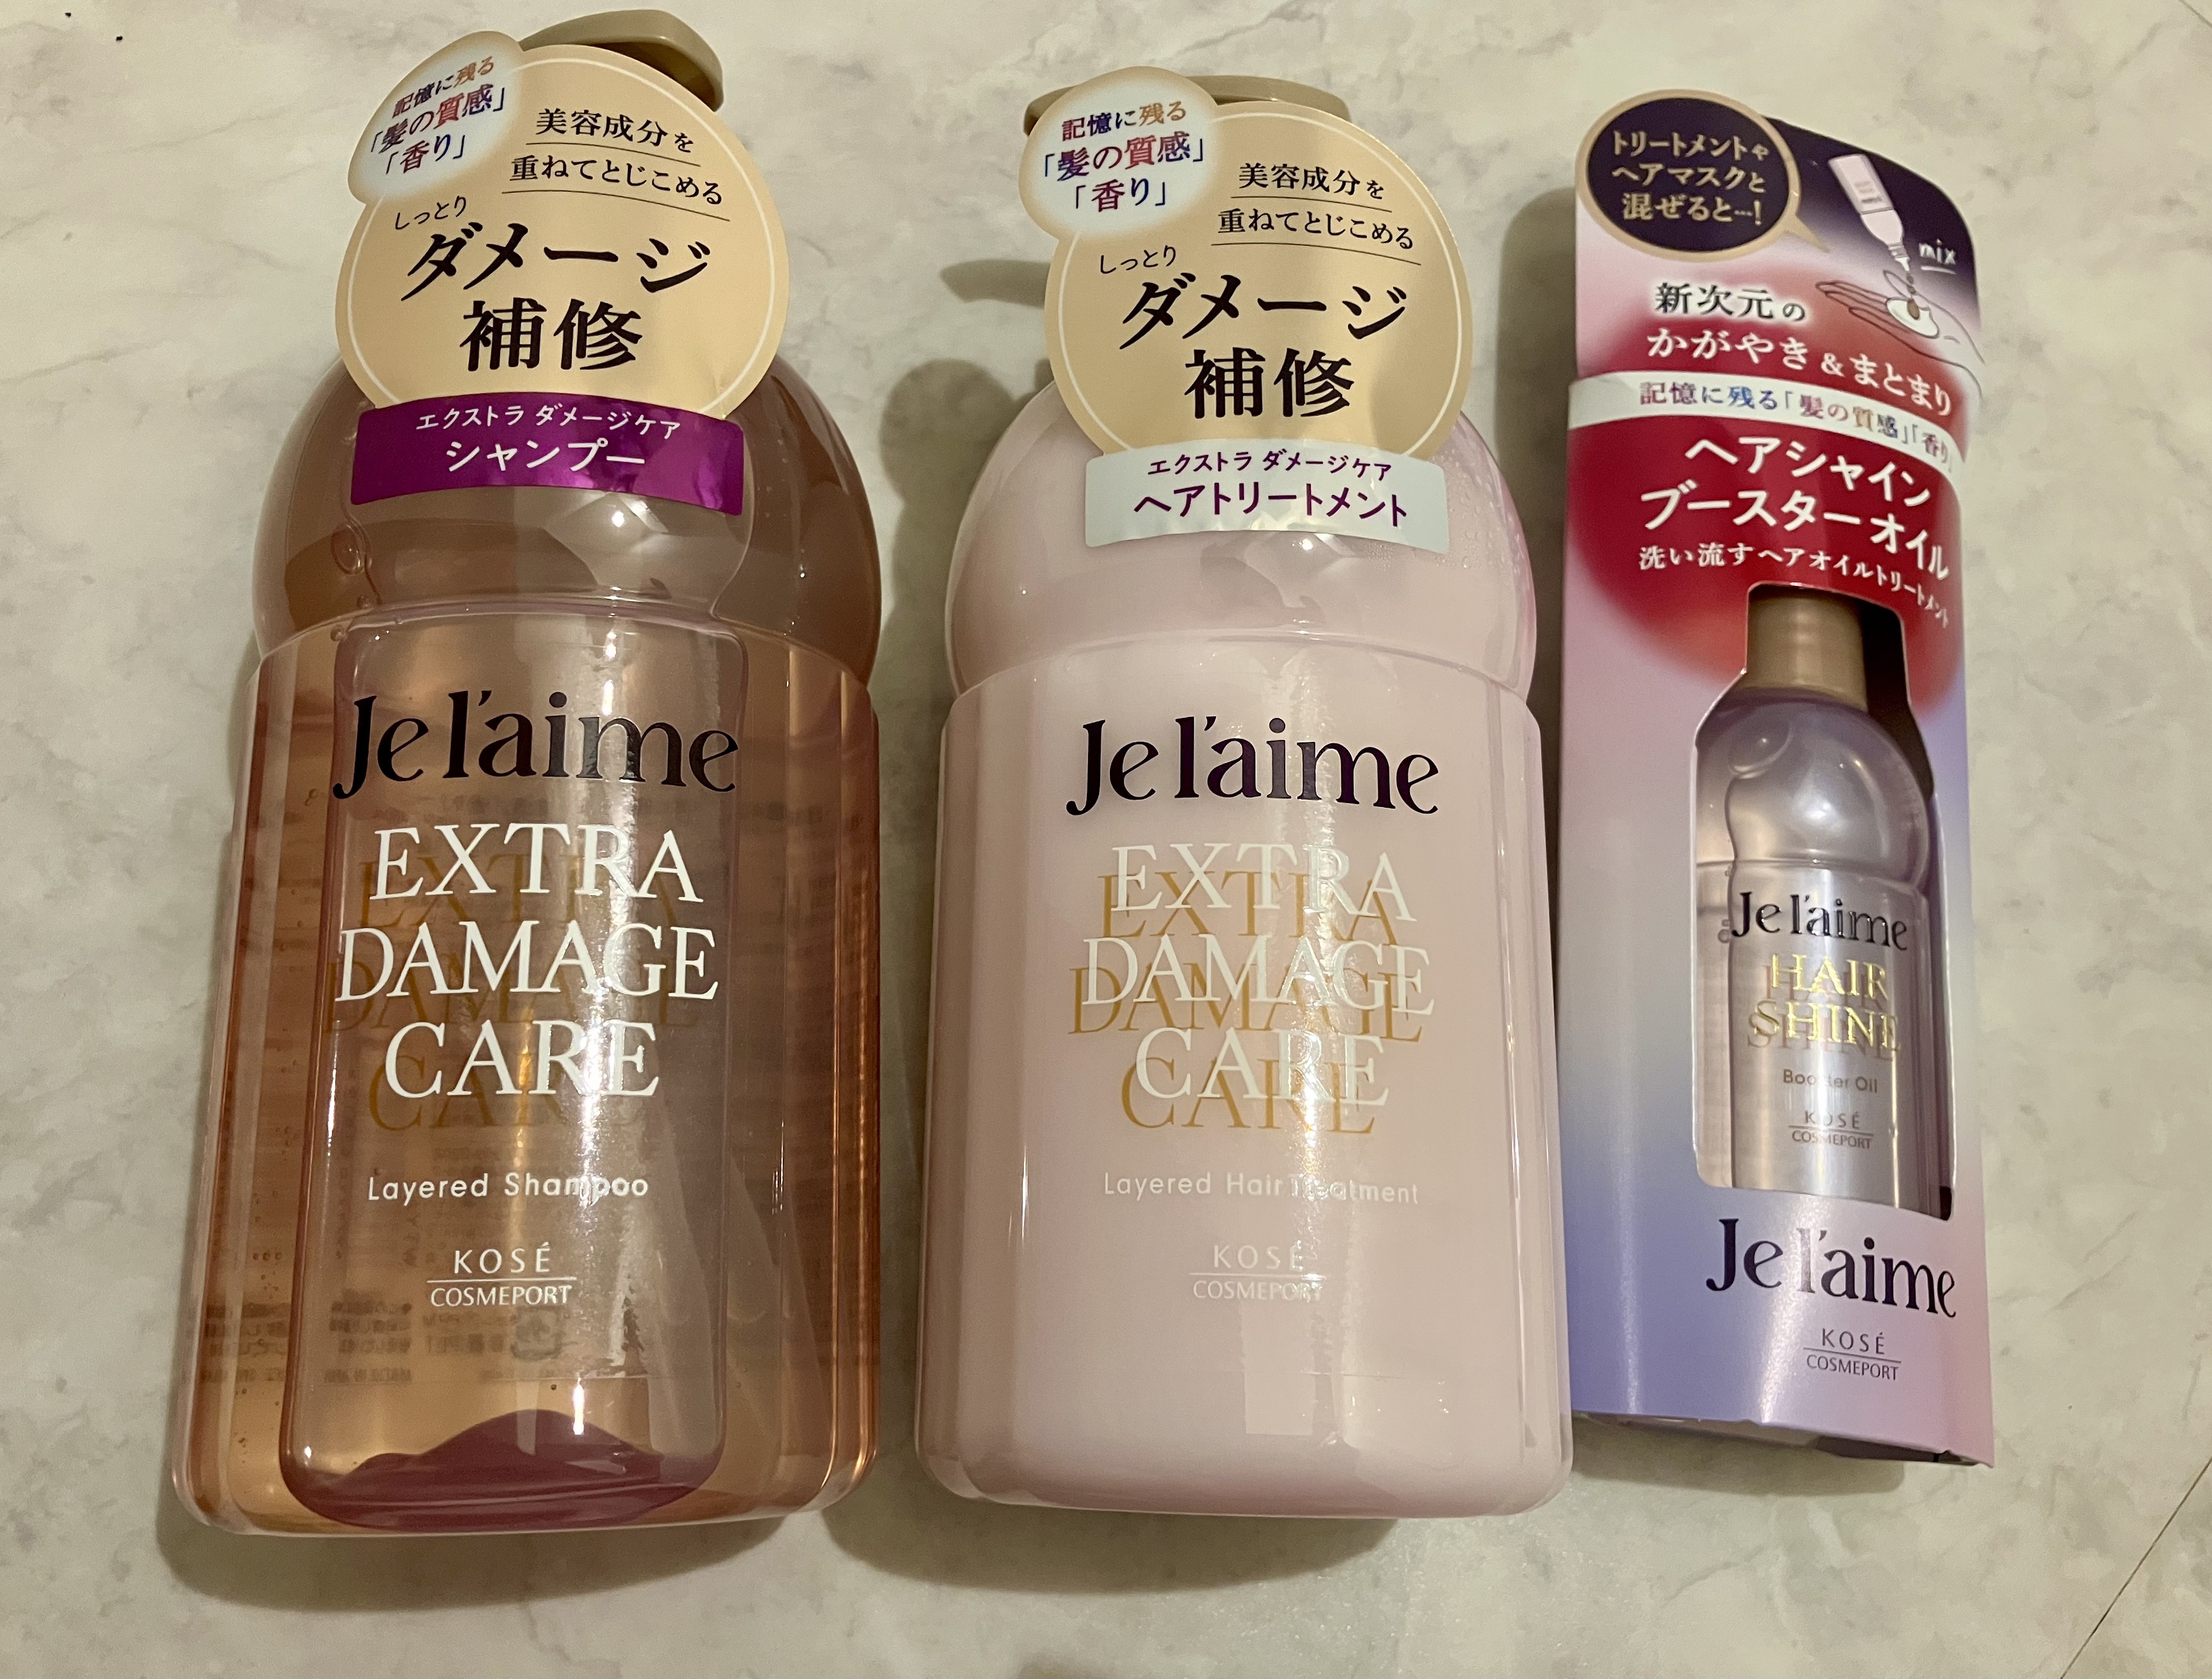 記憶に残る
「髪の質感」
「香り」
美容成分を
重ねてとじこめる
しっとり
ダメージ
補修
エクストラ ダメージケア
シャンプー
Je l'aime
EXTRA
DAMAGE
CARE
Layered Shampoo
KOSÉ
COSMEPORT
記憶に残る
「髪の質感」
「香り」
美容成分を
重ねてとじこめる
しっとり
ダメージ
補修
エクストラ ダメージケア
ヘアトリートメント
Je l'aime
EXTRA
DAMAGE
CARE
Layered Hair Treatment
KOSÉ
COSMEPORT
トリートメントや
ヘアマスクと
混ぜると…!
mix
新次元の
かがやき&まとまり
記憶に残る「髪の質感」「香り」
ヘアシャイン
ブースターオイル
洗い流すヘアオイルトリートメント
Je l'aime
HAIR
SHINE
Booster Oil
KOSÉ
COSMEPORT
Je l'aime
KOSÉ
COSMEPORT